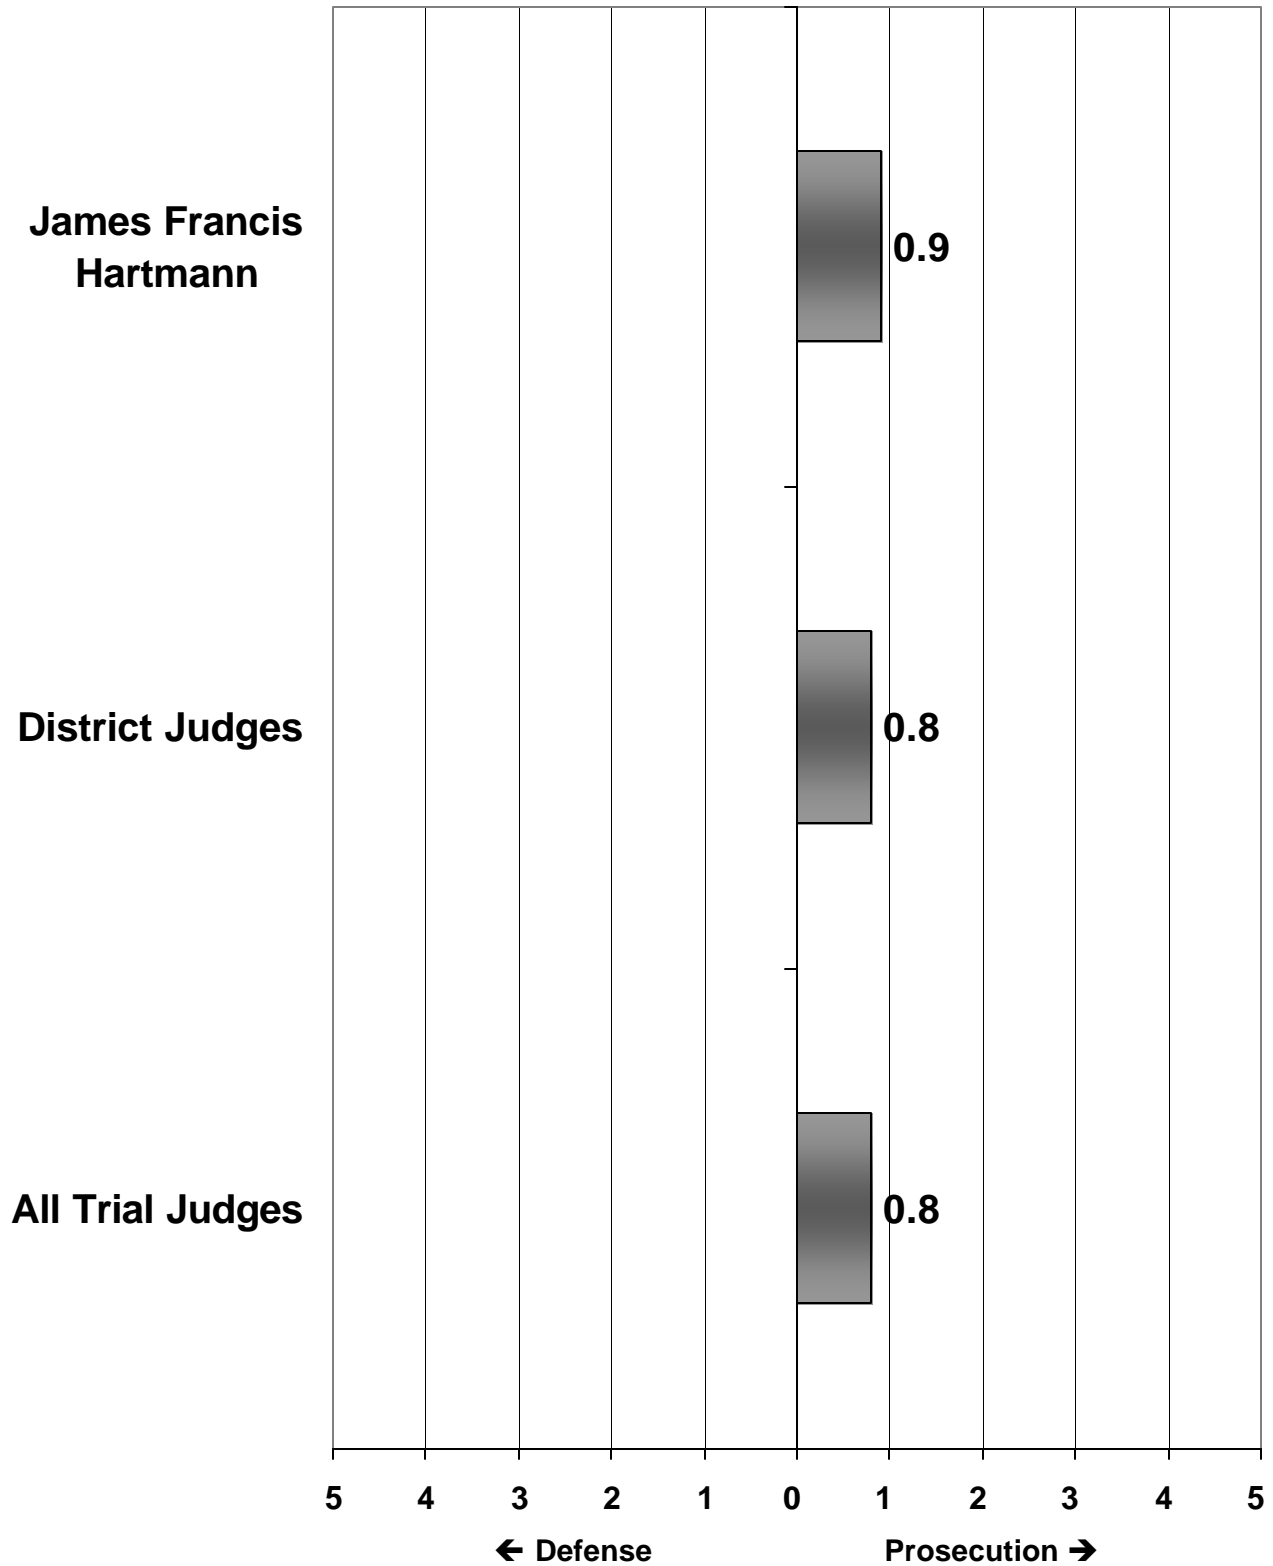 James Francis
Hartmann
0.9
District Judges
0.8
All Trial Judges
0.8
5 4 3 2 1 0 1 2 3 4 5
← Defense Prosecution →